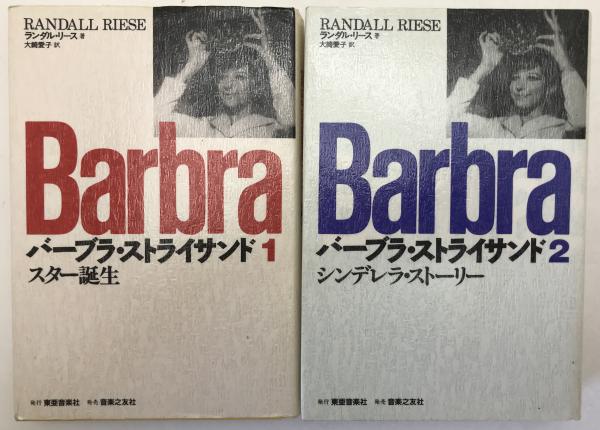 RANDALL RIESE
ランダル・リース 著
大崎愛子 訳
Barbra
バーブラ・ストライサンド1
スター誕生
発行 東亜音楽社 発売 音楽之友社
RANDALL RIESE
ランダル・リース 著
大崎愛子 訳
Barbra
バーブラ・ストライサンド2
シンデレラ・ストーリー
発行 東亜音楽社 発売 音楽之友社